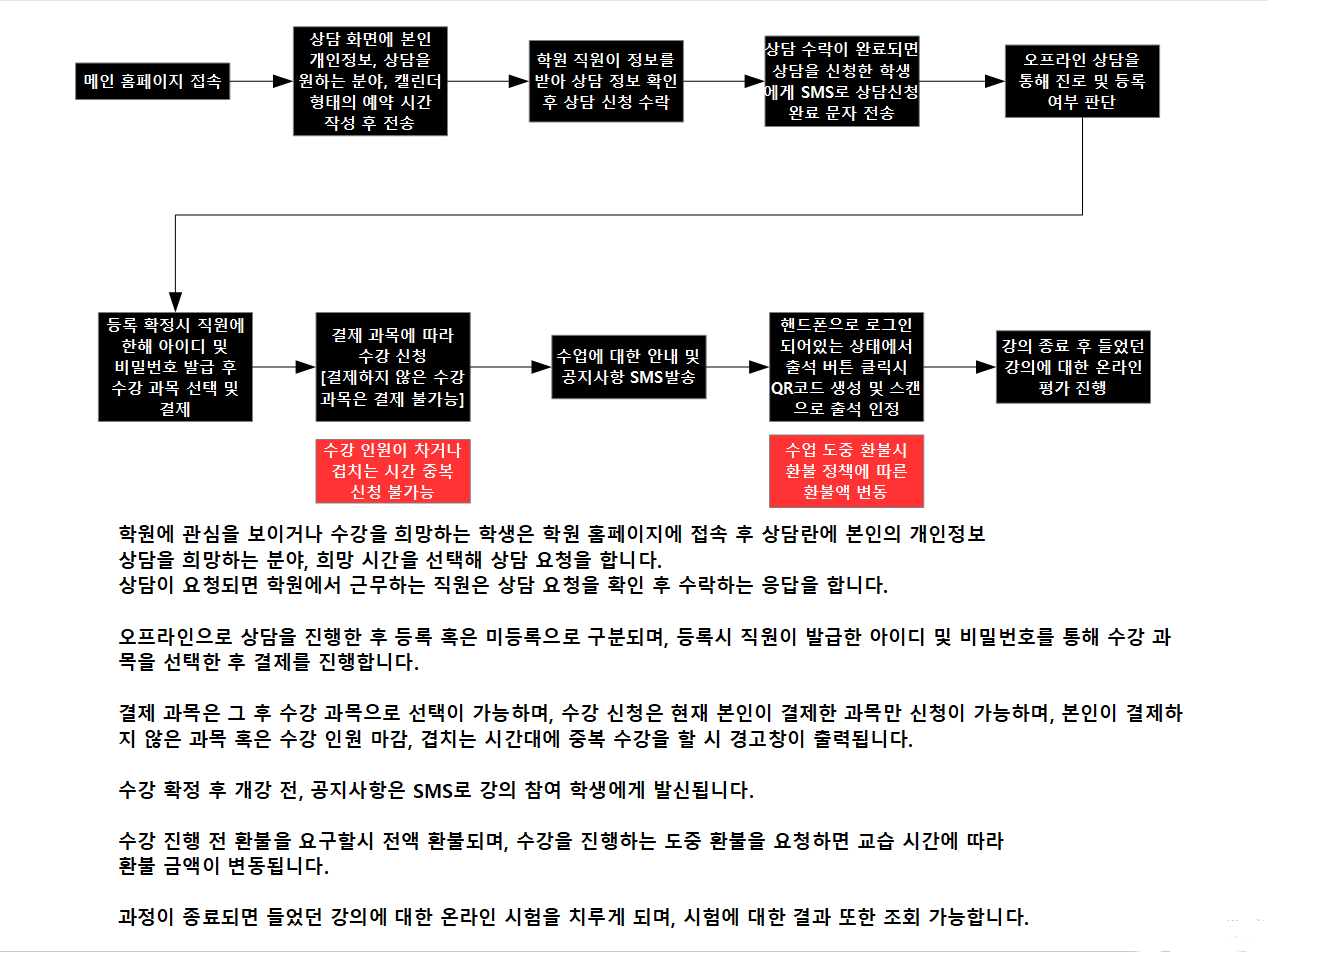 메인 홈페이지 접속
상담 화면에 본인
개인정보, 상담을
원하는 분야, 캘린더
형태의 예약 시간
작성 후 전송
학원 직원이 정보를
받아 상담 정보 확인
후 상담 신청 수락
상담 수락이 완료되면
상담을 신청한 학생
에게 SMS로 상담신청
완료 문자 전송
오프라인 상담을
통해 진로 및 등록
여부 판단
등록 확정시 직원에
한해 아이디 및
비밀번호 발급 후
수강 과목 선택 및
결제
결제 과목에 따라
수강 신청
[결제하지 않은 수강
과목은 결제 불가능]
수업에 대한 안내 및
공지사항 SMS발송
핸드폰으로 로그인
되어있는 상태에서
출석 버튼 클릭시
QR코드 생성 및 스캔
으로 출석 인정
강의 종료 후 들었던
강의에 대한 온라인
평가 진행
수강 인원이 차거나
겹치는 시간 중복
신청 불가능
수업 도중 환불시
환불 정책에 따른
환불액 변동
학원에 관심을 보이거나 수강을 희망하는 학생은 학원 홈페이지에 접속 후 상담란에 본인의 개인정보
상담을 희망하는 분야, 희망 시간을 선택해 상담 요청을 합니다.
상담이 요청되면 학원에서 근무하는 직원은 상담 요청을 확인 후 수락하는 응답을 합니다.
오프라인으로 상담을 진행한 후 등록 혹은 미등록으로 구분되며, 등록시 직원이 발급한 아이디 및 비밀번호를 통해 수강 과
목을 선택한 후 결제를 진행합니다.
결제 과목은 그 후 수강 과목으로 선택이 가능하며, 수강 신청은 현재 본인이 결제한 과목만 신청이 가능하며, 본인이 결제하
지 않은 과목 혹은 수강 인원 마감, 겹치는 시간대에 중복 수강을 할 시 경고창이 출력됩니다.
수강 확정 후 개강 전, 공지사항은 SMS로 강의 참여 학생에게 발신됩니다.
수강 진행 전 환불을 요구할시 전액 환불되며, 수강을 진행하는 도중 환불을 요청하면 교습 시간에 따라
환불 금액이 변동됩니다.
과정이 종료되면 들었던 강의에 대한 온라인 시험을 치루게 되며, 시험에 대한 결과 또한 조회 가능합니다.